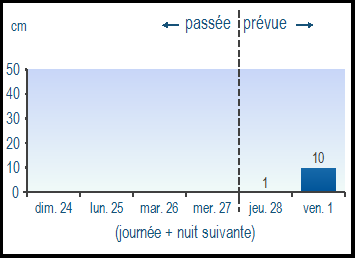 ← passée prévue →
cm
50
40
30
20
10
0
1
10
dim. 24 lun. 25 mar. 26 mer. 27 jeu. 28 ven. 1
(journée + nuit suivante)